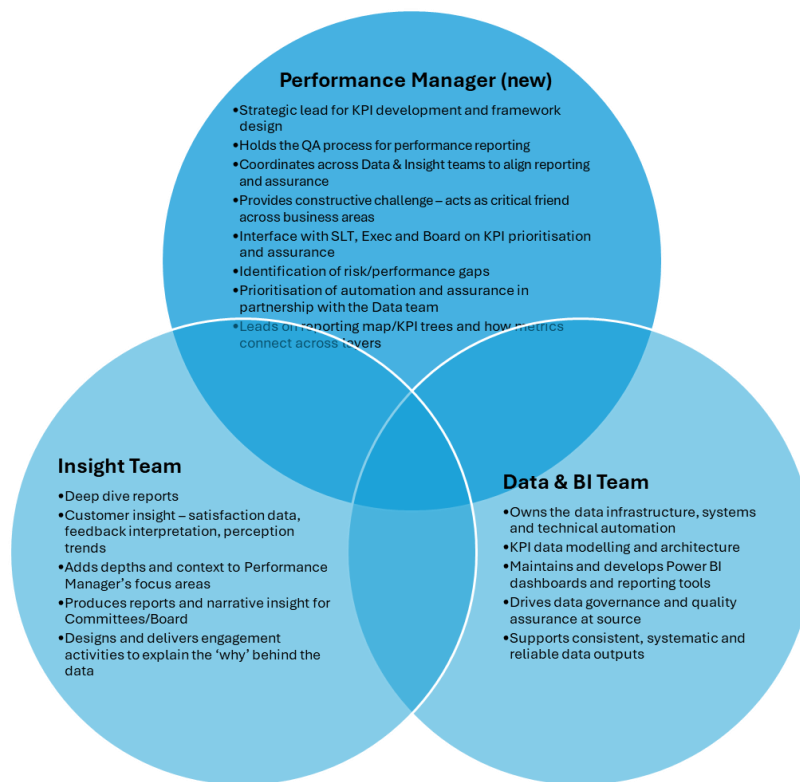 Performance Manager (new)
•Strategic lead for KPI development and framework
design
•Holds the QA process for performance reporting
•Coordinates across Data & Insight teams to align reporting
and assurance
•Provides constructive challenge – acts as critical friend
across business areas
•Interface with SLT, Exec and Board on KPI prioritisation
and assurance
•Identification of risk/performance gaps
•Prioritisation of automation and assurance in
partnership with the Data team
•Leads on reporting map/KPI trees and how metrics
connect across layers
Insight Team
•Deep dive reports
•Customer insight – satisfaction data,
feedback interpretation, perception
trends
•Adds depths and context to Performance
Manager’s focus areas
•Produces reports and narrative insight for
Committees/Board
•Designs and delivers engagement
activities to explain the ‘why’ behind the
data
Data & BI Team
•Owns the data infrastructure, systems
and technical automation
•KPI data modelling and architecture
•Maintains and develops Power BI
dashboards and reporting tools
•Drives data governance and quality
assurance at source
•Supports consistent, systematic and
reliable data outputs